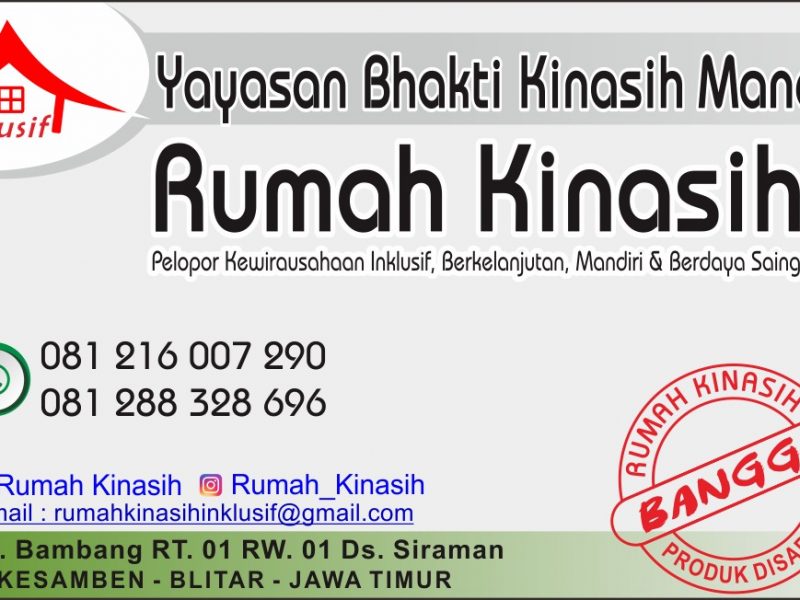 Yayasan Bhakti Kinasih
Rumah Kinasih
Pelopor Kewirausahaan Inklusif, Berkelanjutan, Mandiri & Berdaya Saing
081 216 007 290
081 288 328 696
Rumah Kinasih Rumah_Kinasih
mail : rumahkinasihinklusif@gmail.com
. Bambang RT. 01 RW. 01 Ds. Siraman
KESAMBEN - BLITAR - JAWA TIMUR
RUMAH KINASIH
BANGG
PRODUK DISA